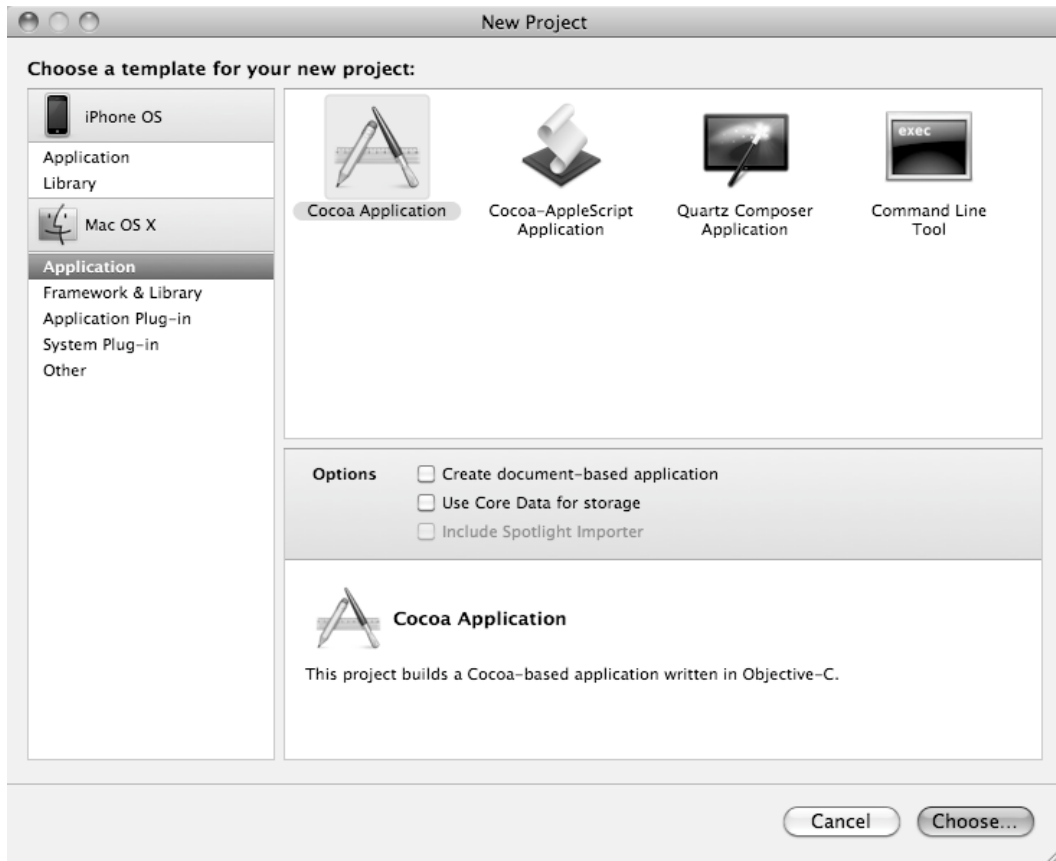 New Project
Choose a template for your new project:
iPhone OS
Application
Library
Mac OS X
Application
Framework & Library
Application Plug-in
System Plug-in
Other
Cocoa Application
Cocoa-AppleScript
Application
Quartz Composer
Application
exec
Command Line
Tool
Options
Create document-based application
Use Core Data for storage
Include Spotlight Importer
Cocoa Application
This project builds a Cocoa-based application written in Objective-C.
Cancel
Choose...